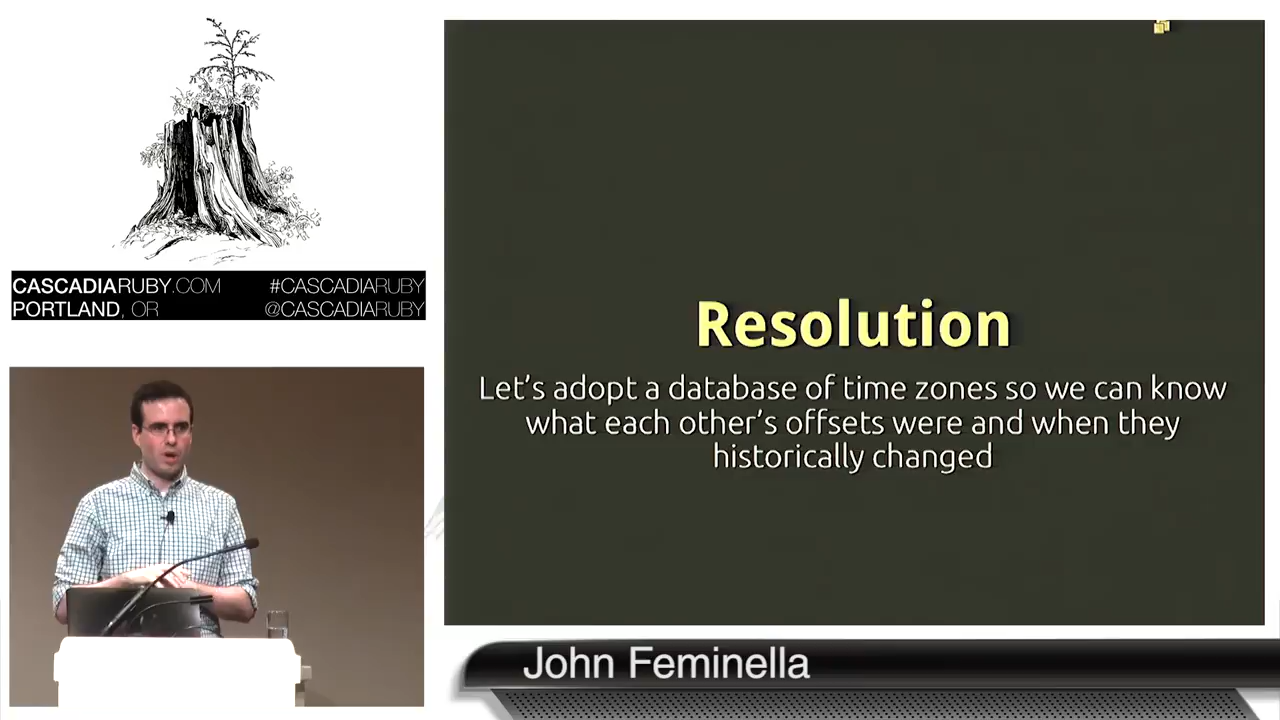 CASCADIARUBY.COM #CASCADIARUBY
PORTLAND, OR @CASCADIARUBY
Resolution
Let's adopt a database of time zones so we can know
what each other's offsets were and when they
historically changed
John Feminella